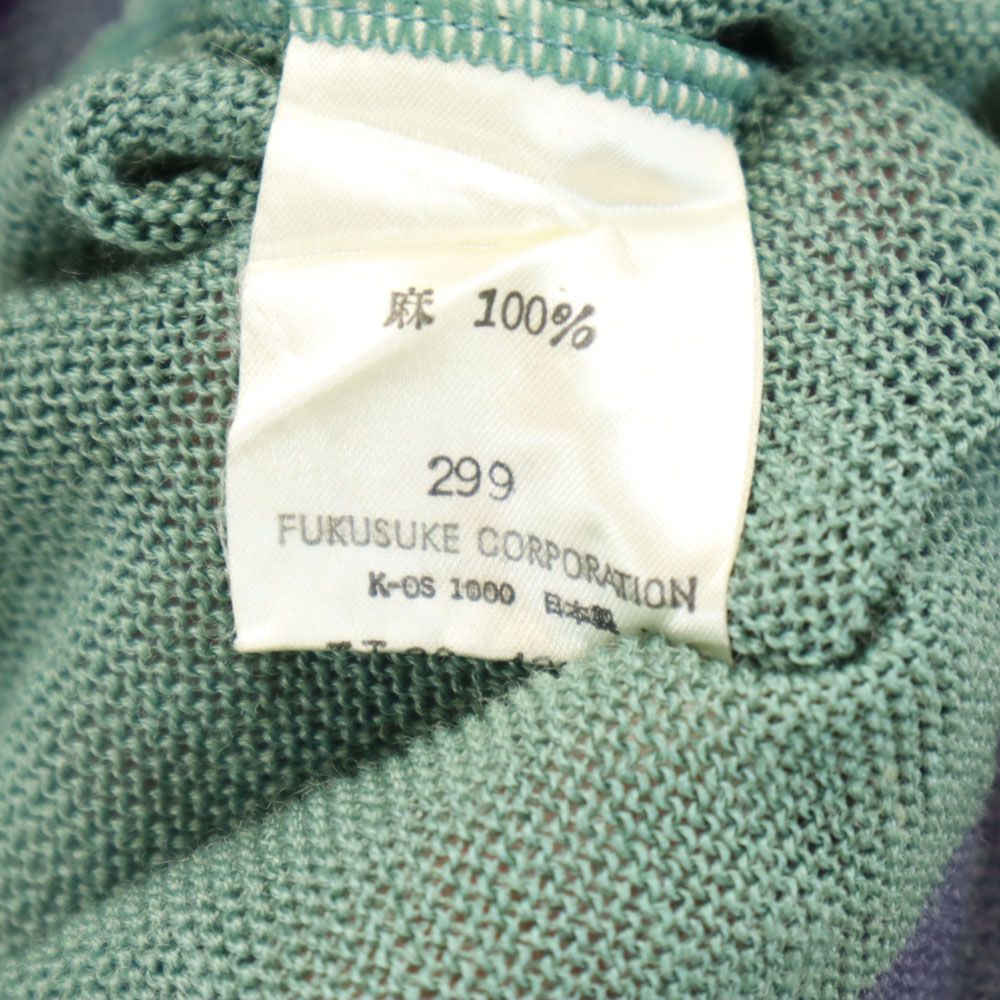 麻 100%
299
FUKUSUKE CORPORATION
K-OS 1000 日本製